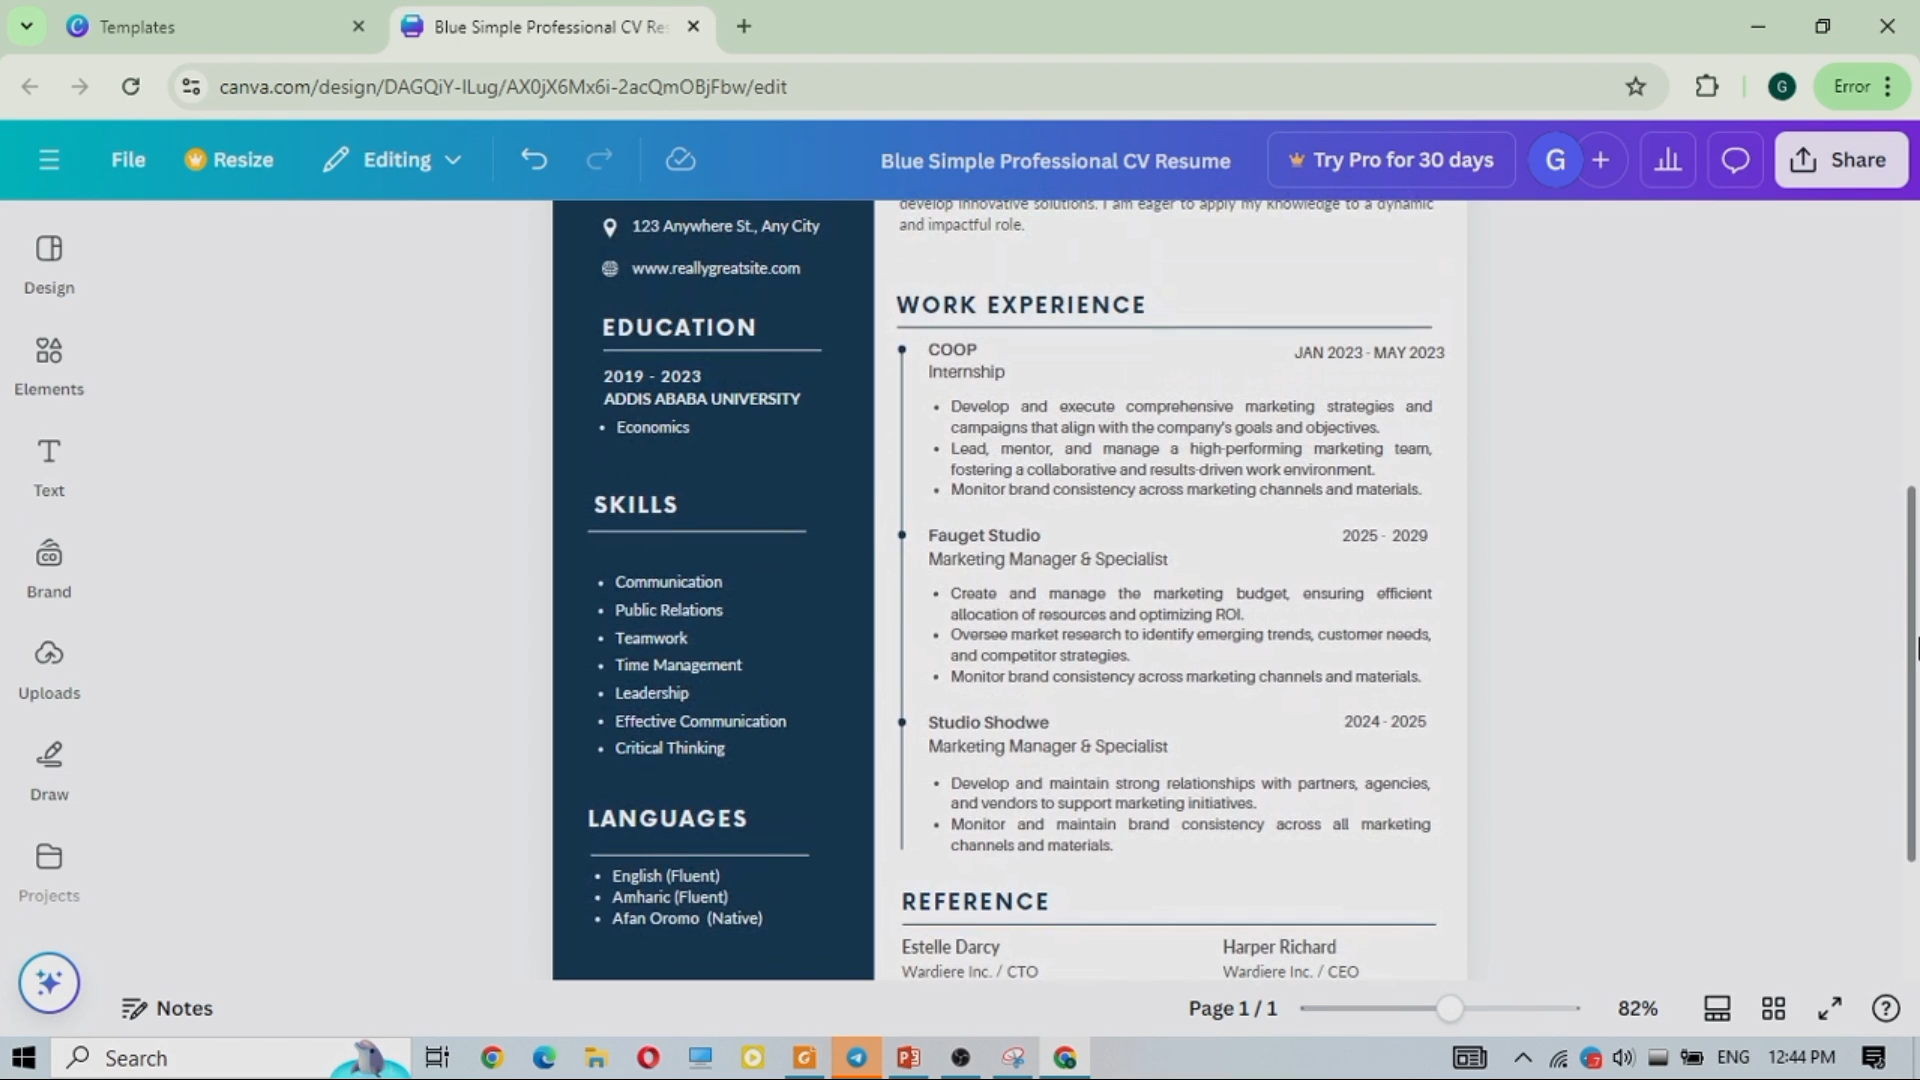 Templates
Blue Simple Professional CV Re
canva.com/design/DAGQiY-ILug/AX0jX6Mx6i-2acQmOBjFbw/edit
G
Error
File
Resize
Editing
Blue Simple Professional CV Resume
Try Pro for 30 days
G
Share
Design
Elements
Text
Brand
Uploads
Draw
Projects
123 Anywhere St., Any City
www.reallygreatsite.com
EDUCATION
2019 - 2023
ADDIS ABABA UNIVERSITY
• Economics
SKILLS
• Communication
• Public Relations
• Teamwork
• Time Management
• Leadership
• Effective Communication
• Critical Thinking
LANGUAGES
• English (Fluent)
• Amharic (Fluent)
• Afan Oromo (Native)
develop innovative solutions. I am eager to apply my knowledge to a dynamic
and impactful role.
WORK EXPERIENCE
COOP JAN 2023 - MAY 2023
Internship
• Develop and execute comprehensive marketing strategies and
campaigns that align with the company's goals and objectives.
• Lead, mentor, and manage a high-performing marketing team,
fostering a collaborative and results-driven work environment.
• Monitor brand consistency across marketing channels and materials.
Fauget Studio 2025 - 2029
Marketing Manager & Specialist
• Create and manage the marketing budget, ensuring efficient
allocation of resources and optimizing ROI.
• Oversee market research to identify emerging trends, customer needs,
and competitor strategies.
• Monitor brand consistency across marketing channels and materials.
Studio Shodwe 2024 - 2025
Marketing Manager & Specialist
• Develop and maintain strong relationships with partners, agencies,
and vendors to support marketing initiatives.
• Monitor and maintain brand consistency across all marketing
channels and materials.
REFERENCE
Estelle Darcy Harper Richard
Wardiere Inc. / CTO Wardiere Inc. / CEO
Notes
Page 1 / 1
82%
Search
ENG
12:44 PM